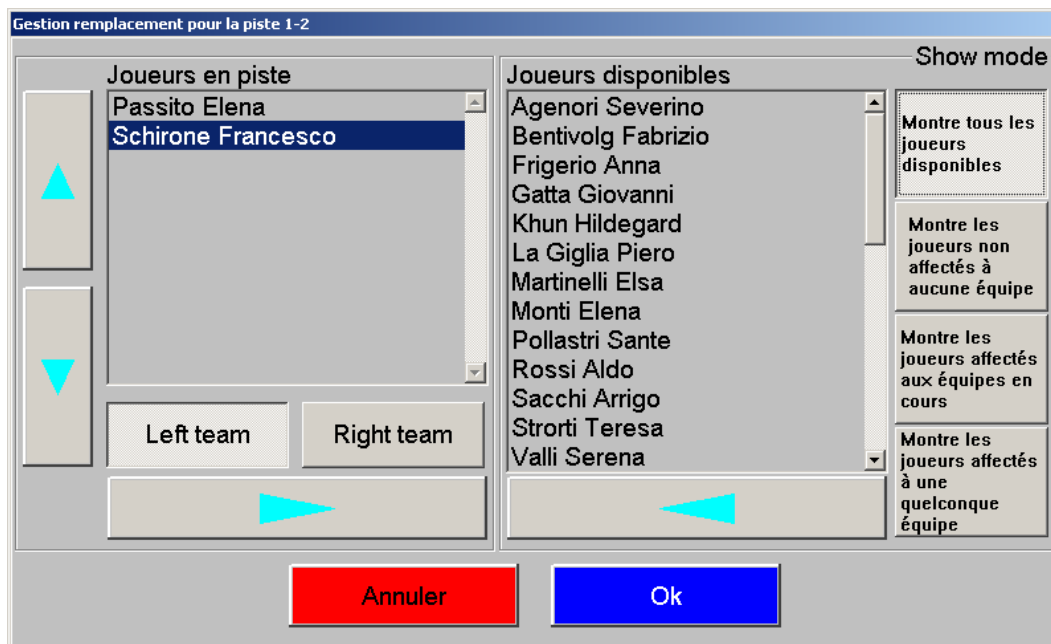 Gestion remplacement pour la piste 1-2
Show mode
Joueurs en piste
Passito Elena
Schirone Francesco
Left team
Right team
Joueurs disponibles
Agenori Severino
Bentivolg Fabrizio
Frigerio Anna
Gatta Giovanni
Khun Hildegard
La Giglia Piero
Martinelli Elsa
Monti Elena
Pollastri Sante
Rossi Aldo
Sacchi Arrigo
Strorti Teresa
Valli Serena
Montre tous les
joueurs
disponibles
Montre les
joueurs non
affectés à
aucune équipe
Montre les
joueurs affectés
aux équipes en
cours
Montre les
joueurs affectés
à une
quelconque
équipe
Annuler
Ok